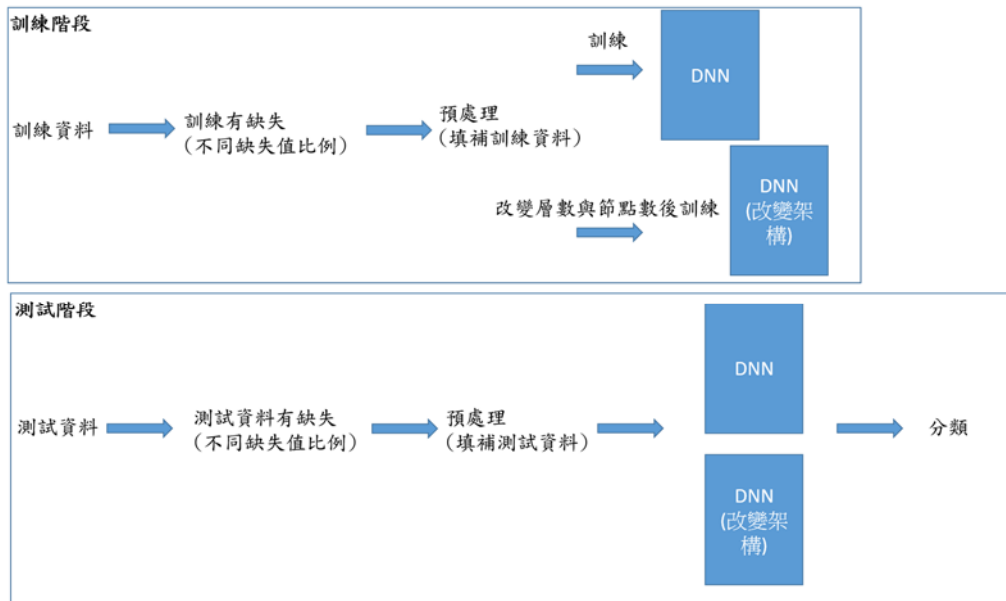 訓練階段
訓練
DNN
訓練資料
訓練有缺失
(不同缺失值比例)
預處理
(填補訓練資料)
改變層數與節點數後訓練
DNN
(改變架
構)
測試階段
DNN
測試資料
測試資料有缺失
(不同缺失值比例)
預處理
(填補測試資料)
分類
DNN
(改變架
構)